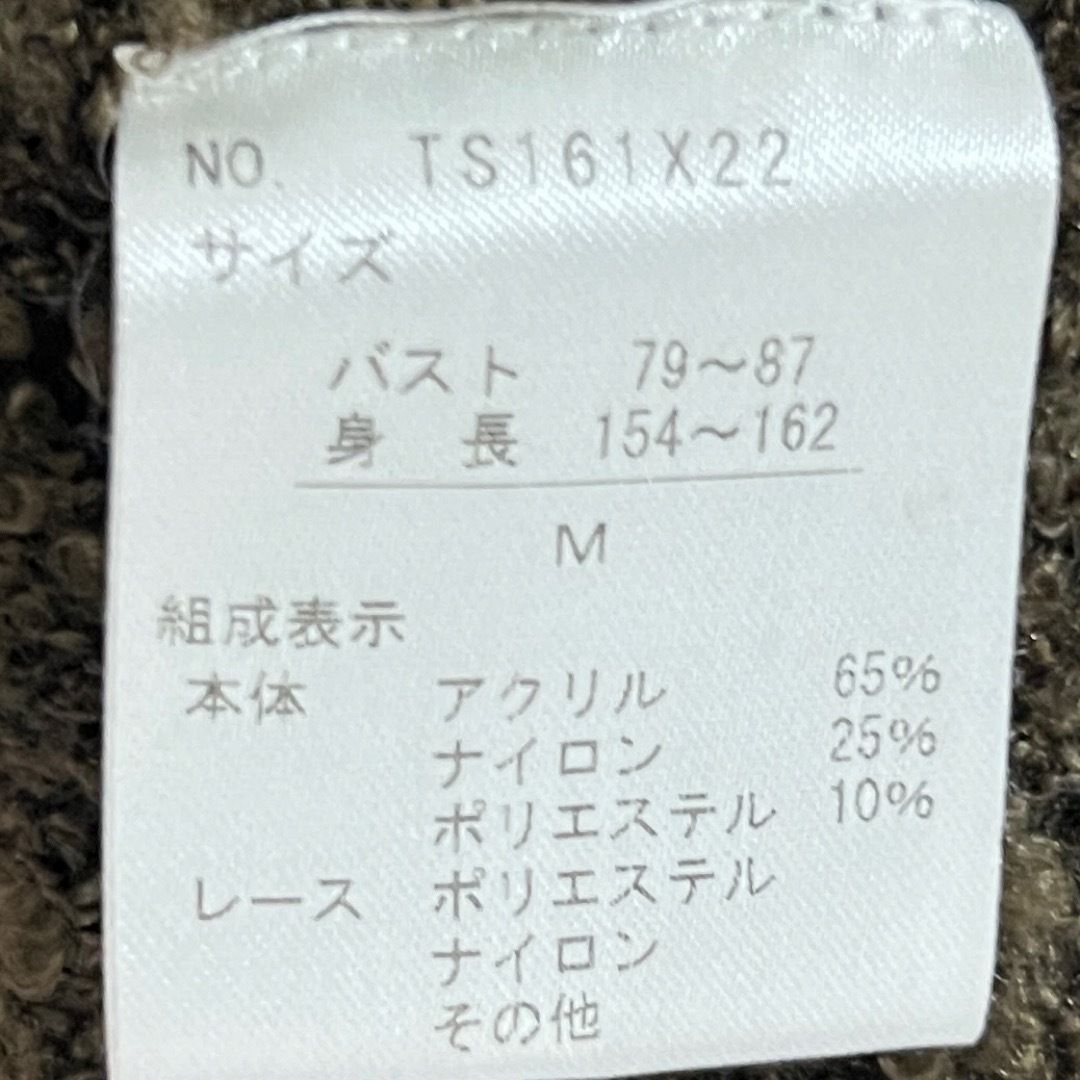 NO. TS161X22
サイズ
バスト 79～87
身 長 154～162
M
組成表示
本体 アクリル 65%
ナイロン 25%
ポリエステル 10%
レース ポリエステル
ナイロン
その他